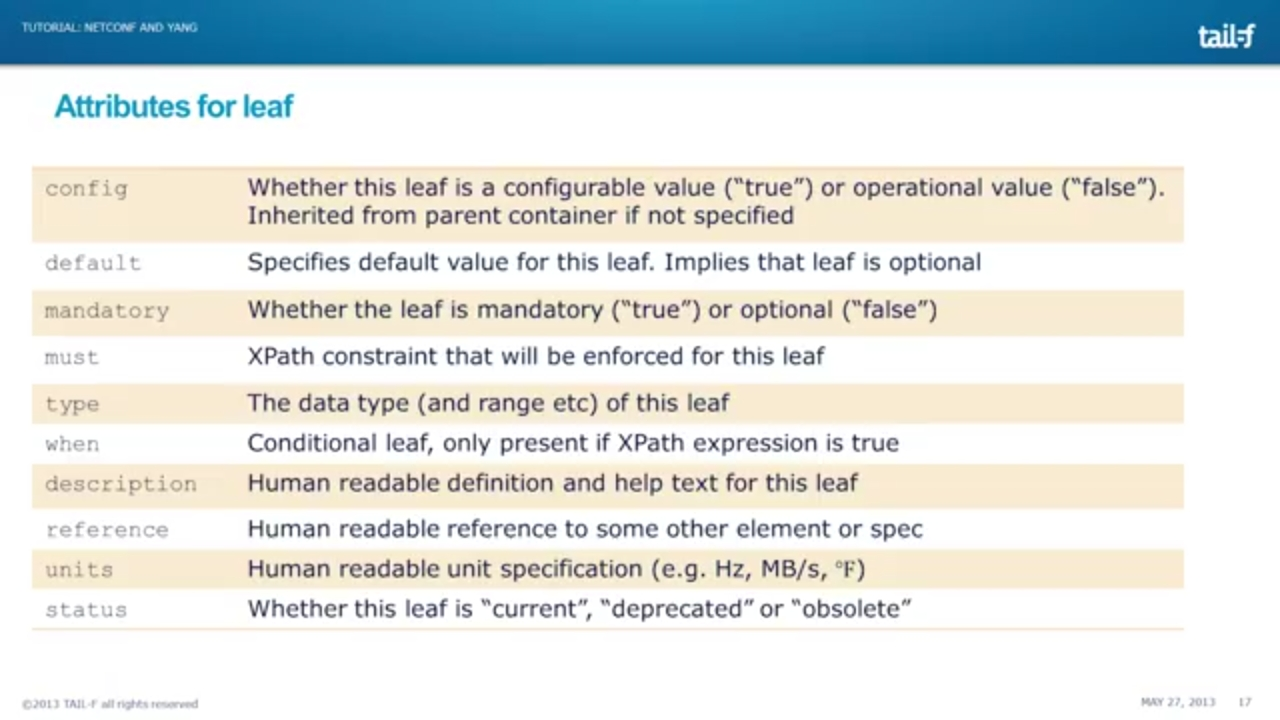 TUTORIAL: NETCONF AND YANG
tail-f
Attributes for leaf
config Whether this leaf is a configurable value (“true”) or operational value (“false”).
Inherited from parent container if not specified
default Specifies default value for this leaf. Implies that leaf is optional
mandatory Whether the leaf is mandatory (“true”) or optional (“false”)
must XPath constraint that will be enforced for this leaf
type The data type (and range etc) of this leaf
when Conditional leaf, only present if XPath expression is true
description Human readable definition and help text for this leaf
reference Human readable reference to some other element or spec
units Human readable unit specification (e.g. Hz, MB/s, °F)
status Whether this leaf is “current”, “deprecated” or “obsolete”
©2013 TAIL-F all rights reserved
MAY 27, 2013 17